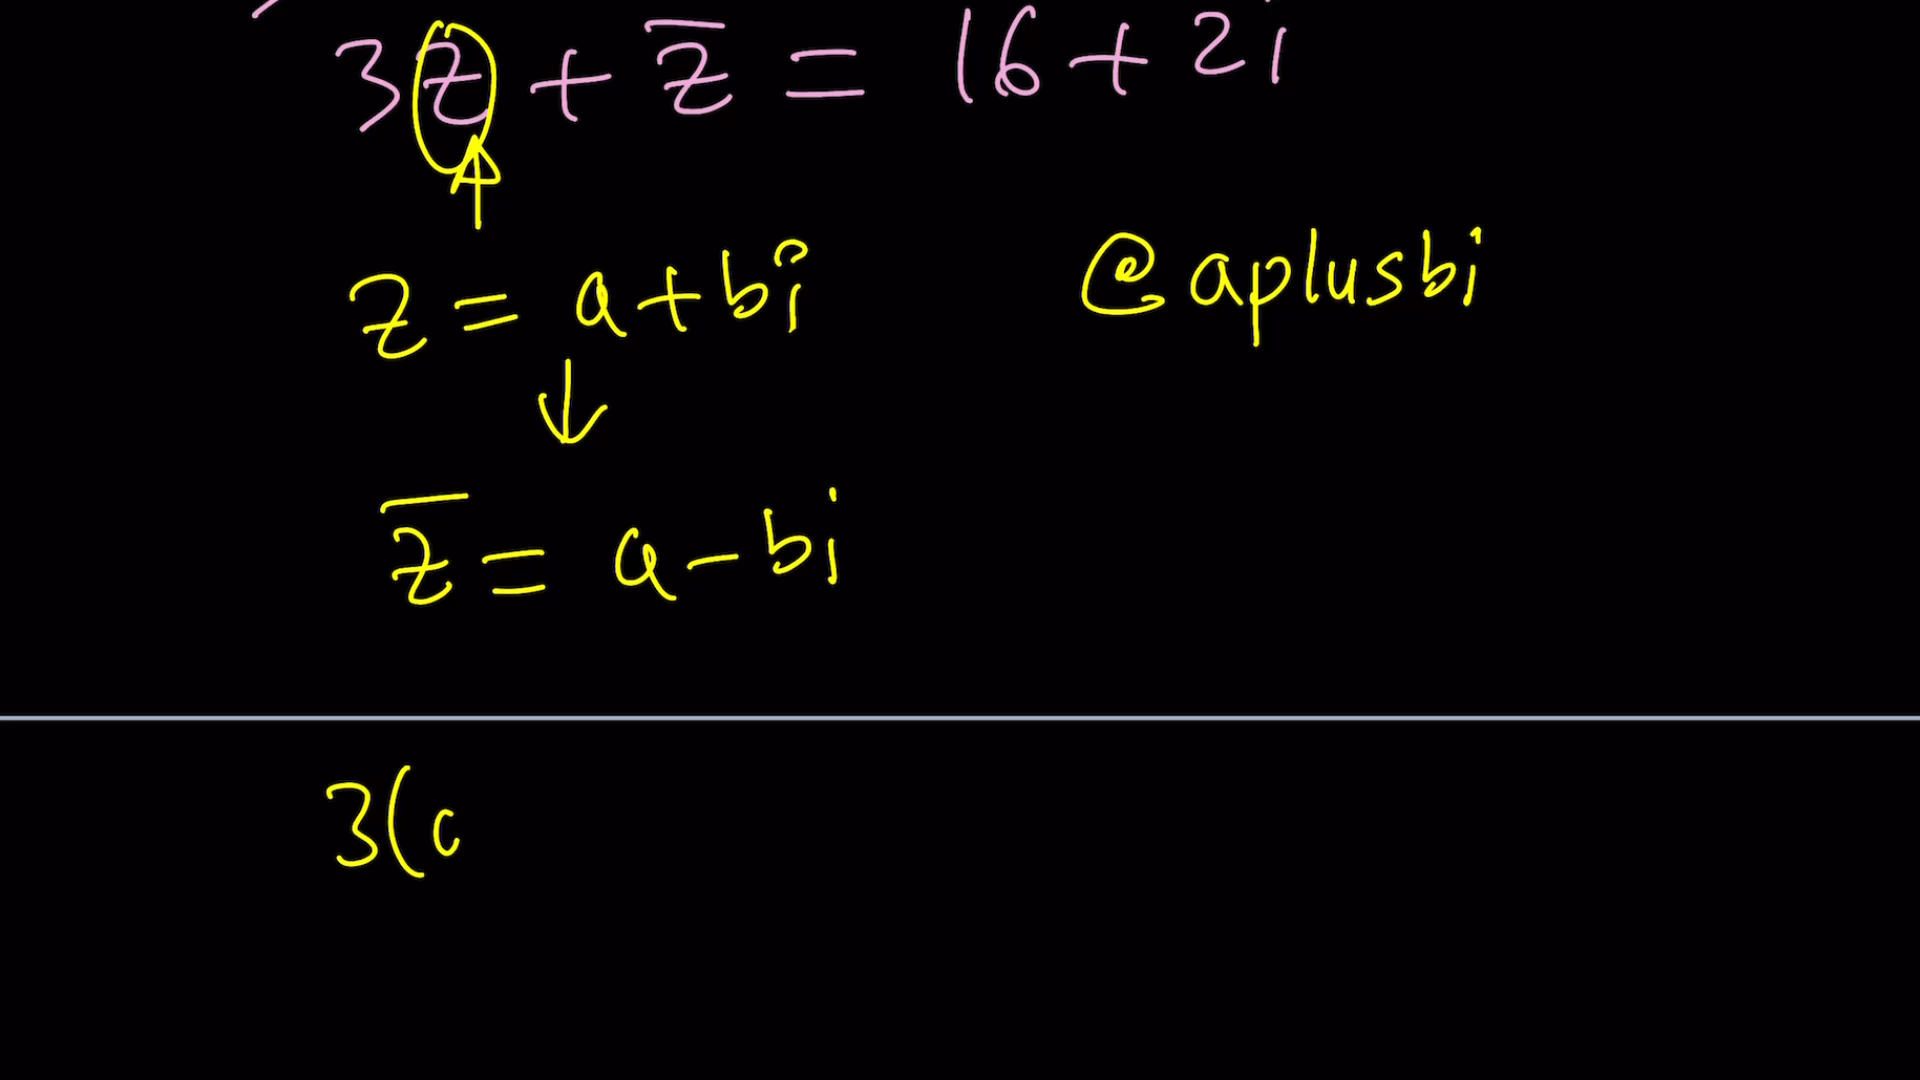 3z + z̅ = 16 + 2i
z = a + bi
@aplusbi
z̅ = a - bi
3(